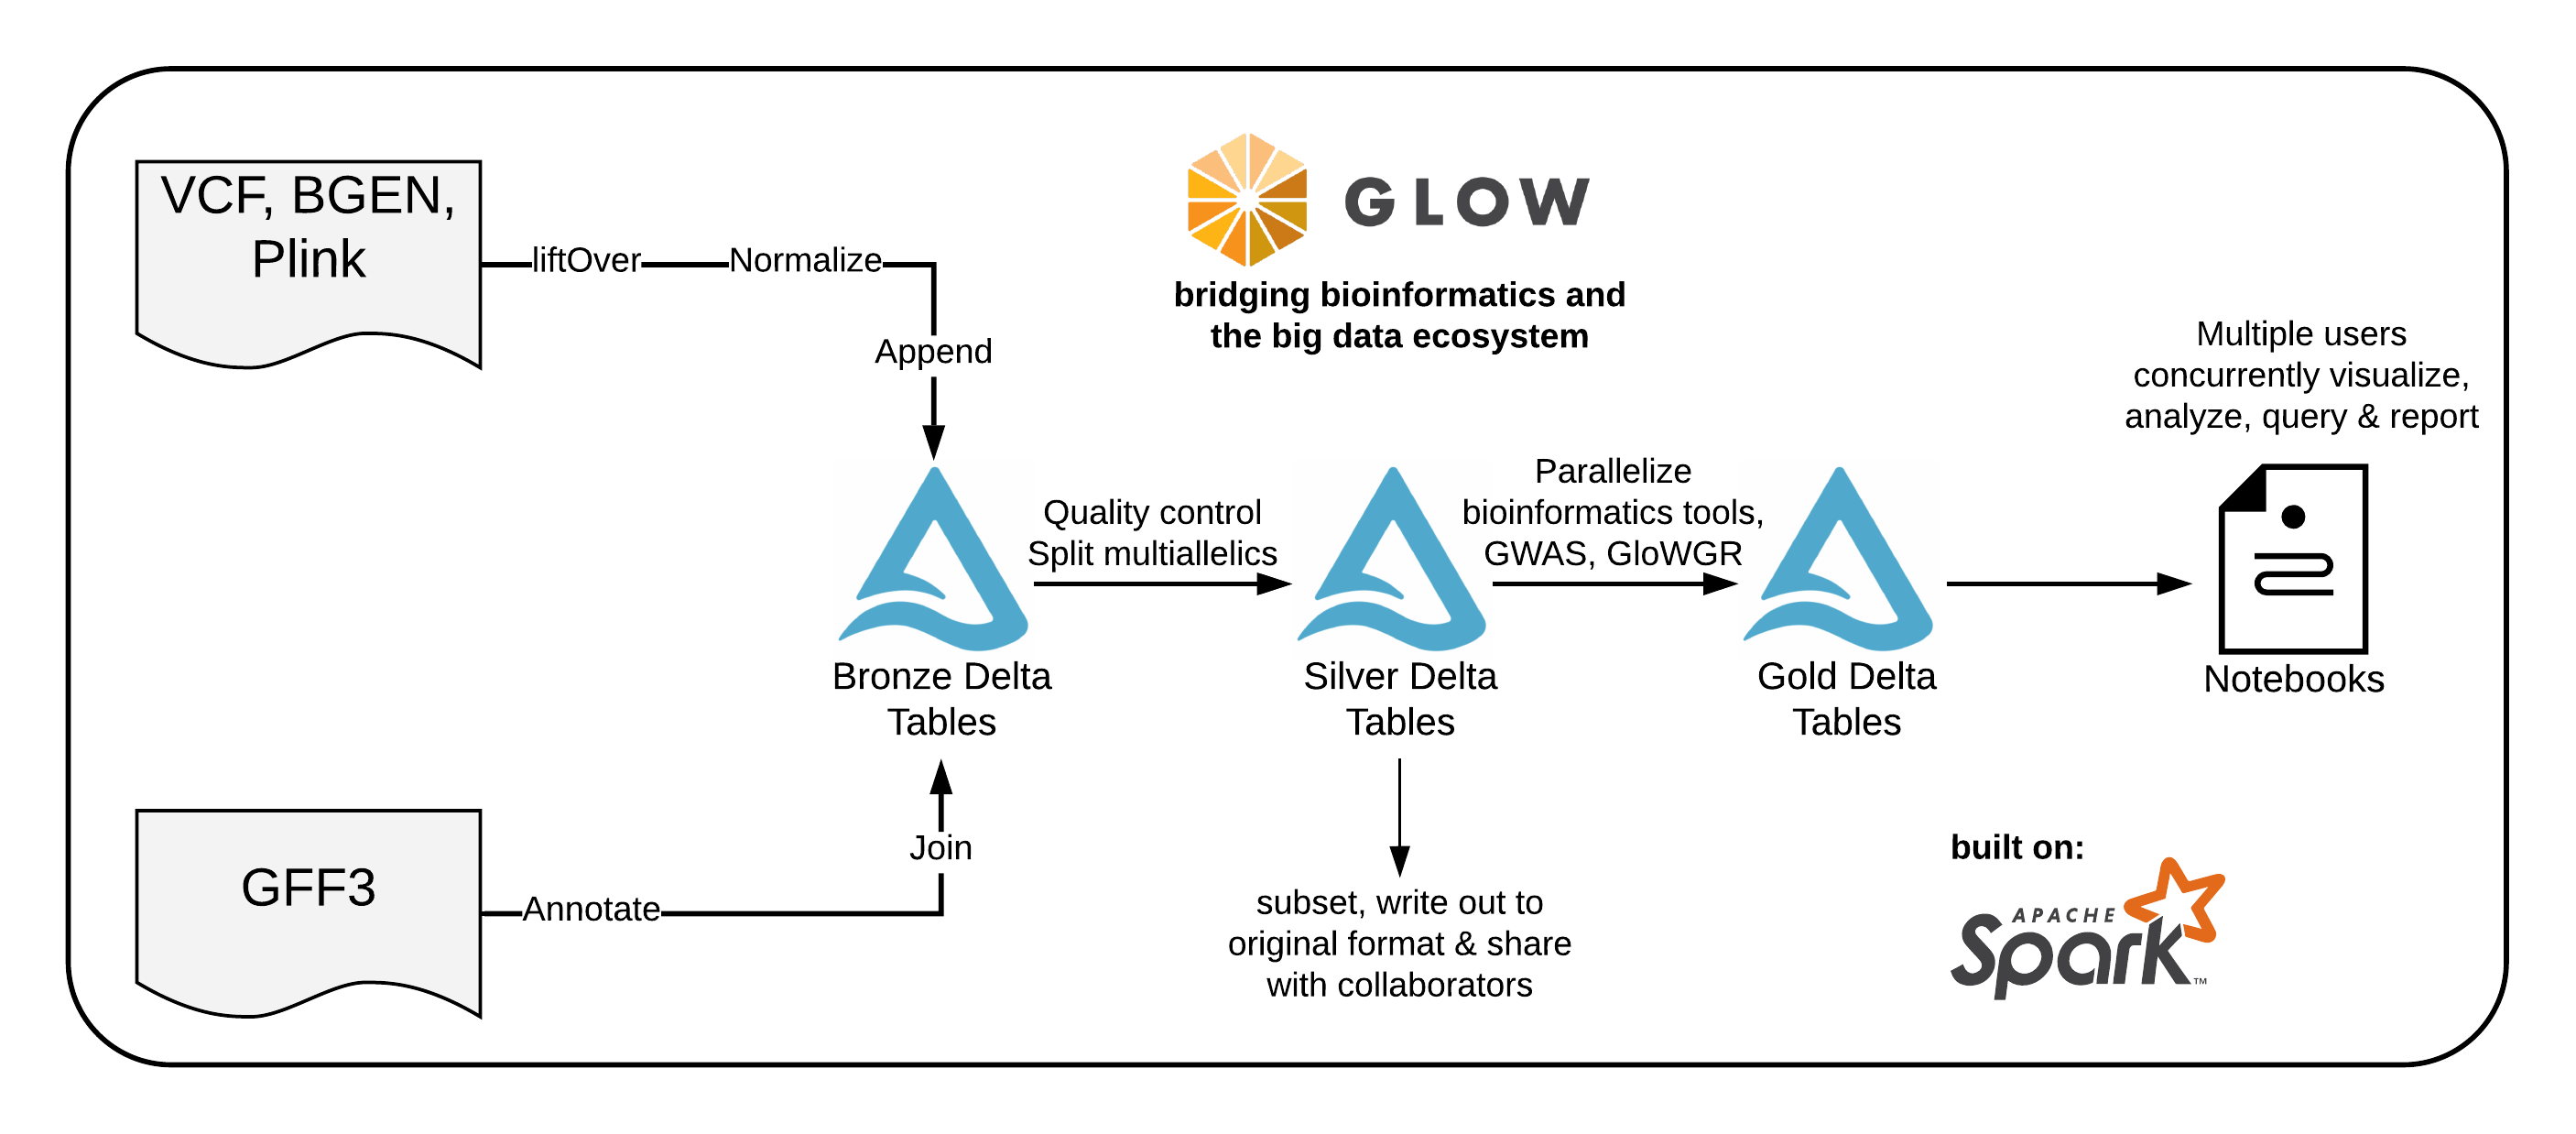 VCF, BGEN,
Plink
liftOver
Normalize
Append
GLOW
bridging bioinformatics and
the big data ecosystem
Multiple users
concurrently visualize,
analyze, query & report
Quality control
Split multiallelics
Parallelize
bioinformatics tools,
GWAS, GloWGR
Bronze Delta
Tables
Silver Delta
Tables
Gold Delta
Tables
Notebooks
GFF3
Annotate
Join
subset, write out to
original format & share
with collaborators
built on:
APACHE
Spark™